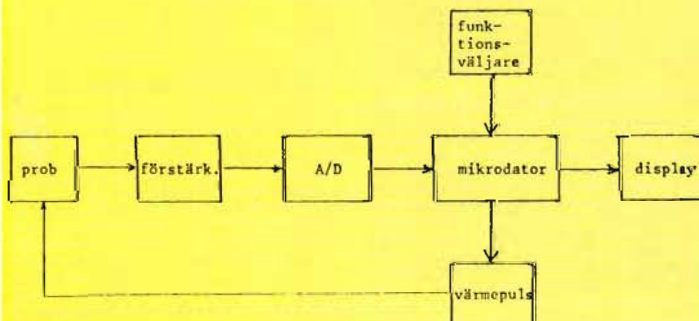 funk-
tions-
väljare
prob
förstärk.
A/D
mikrodator
display
värmepuls